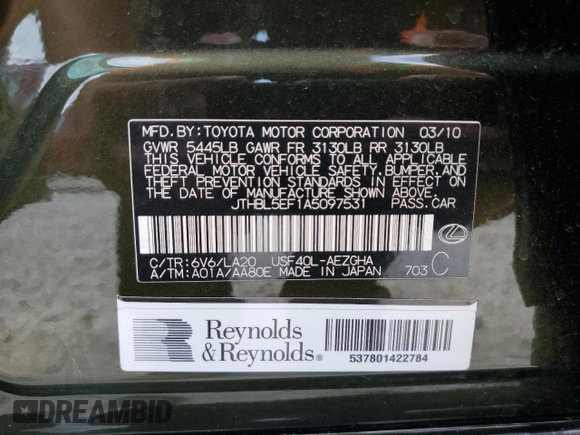 MFD.BY:TOYOTA MOTOR CORPORATION 03/10
GVWR 5445LB GAWR FR 3130LB RR 3130LB
THIS VEHICLE CONFORMS TO ALL APPLICABLE
FEDERAL MOTOR VEHICLE SAFETY,BUMPER,AND
THEFT PREVENTION STANDARDS IN EFFECT ON
THE DATE OF MANUFACTURE SHOWN ABOVE.
JTHBL5EF1A5097531 PASS.CAR
C/TR:6V6/LA20 USF40L-AEZGHA
A/TM:A01A/AA80E MADE IN JAPAN 703 C
Reynolds
&Reynolds®
537801422784
DREAMBID